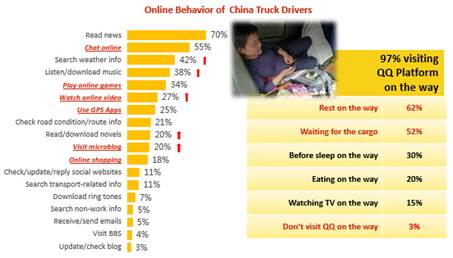 Online Behavior of China Truck Drivers
Read news 70%
Chat online 55%
Search weather info 42%
Listen/download music 38%
Play online games 34%
Watch online video 27%
Use GPS Apps 25%
Check road condition/route info 21%
Read/download novels 20%
Visit microblog 20%
Online shopping 18%
Check/update/reply social websites 11%
Search transport-related info 11%
Download ring tones 7%
Search non-work info 5%
Receive/send emails 5%
Visit BBS 4%
Update/check blog 3%
97% visiting
QQ Platform
on the way
Rest on the way 62%
Waiting for the cargo 52%
Before sleep on the way 30%
Eating on the way 20%
Watching TV on the way 15%
Don't visit QQ on the way 3%